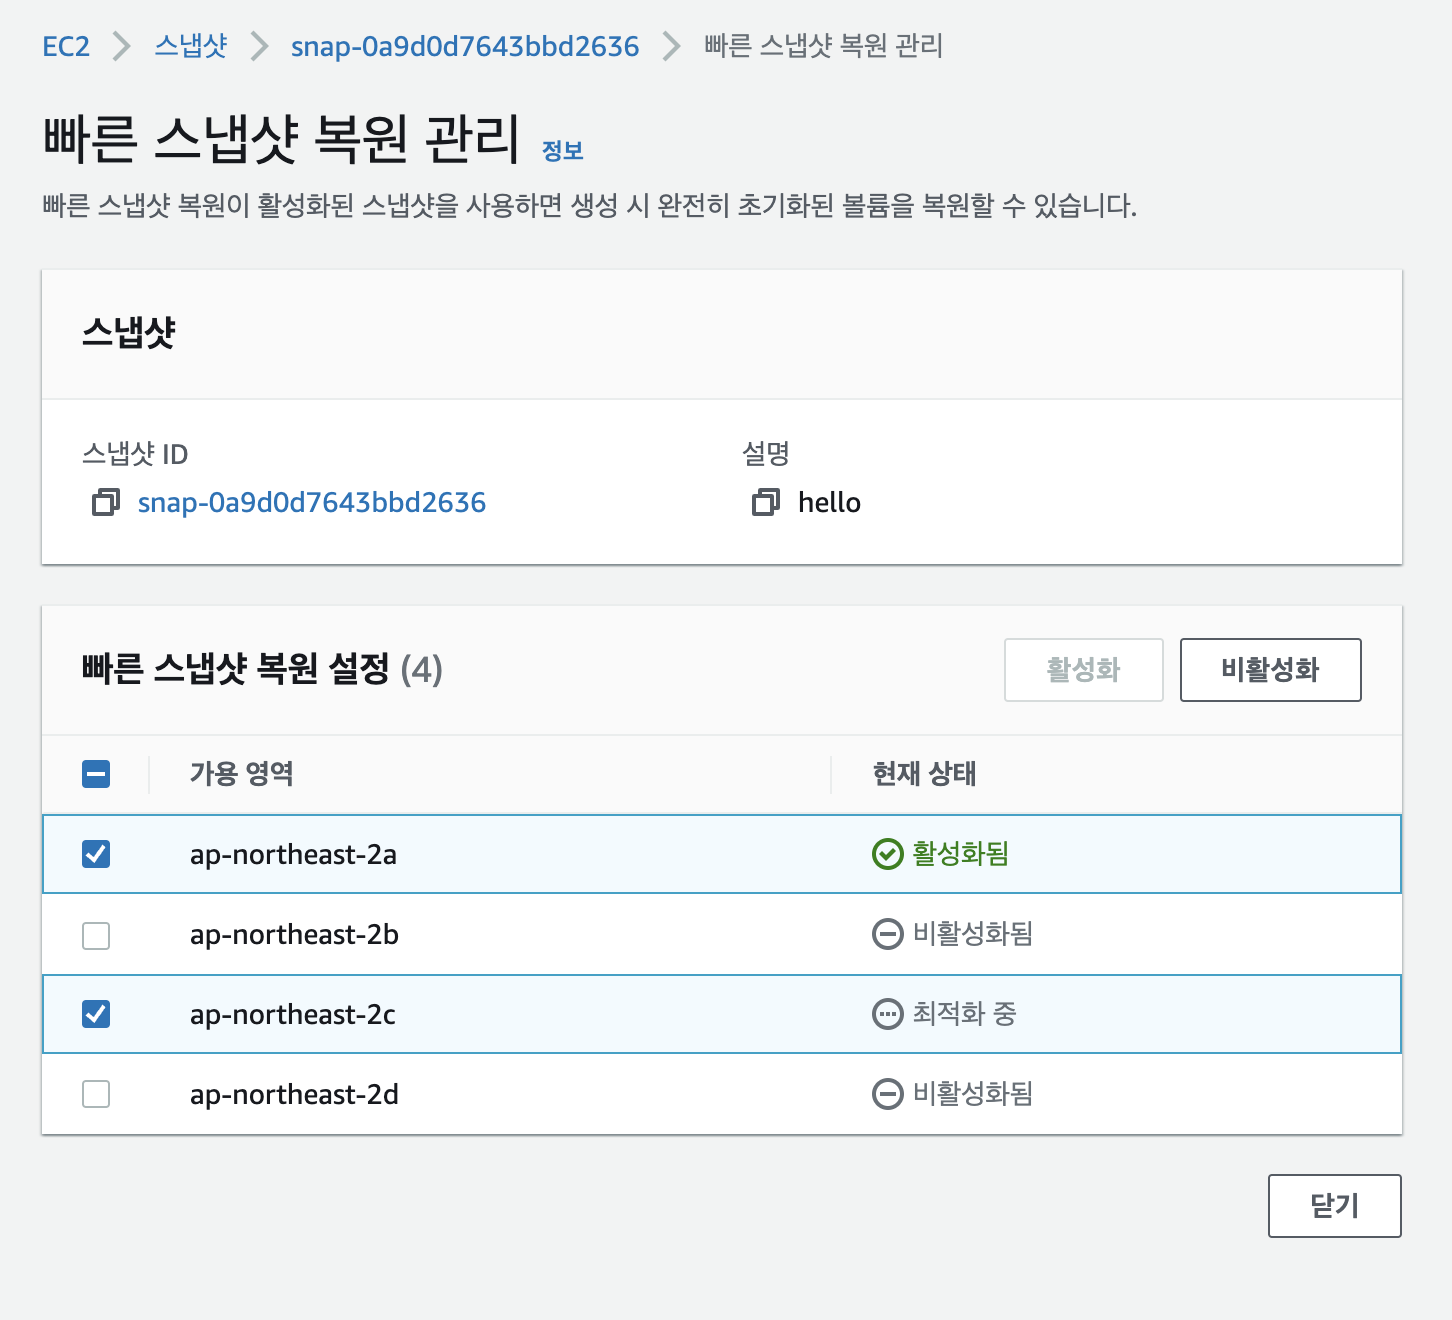 EC2 스냅샷 snap-0a9d0d7643bbd2636 빠른 스냅샷 복원 관리
빠른 스냅샷 복원 관리 정보
빠른 스냅샷 복원이 활성화된 스냅샷을 사용하면 생성 시 완전히 초기화된 볼륨을 복원할 수 있습니다.
스냅샷
스냅샷 ID 설명
snap-0a9d0d7643bbd2636 hello
빠른 스냅샷 복원 설정 (4) 활성화 비활성화
가용 영역 현재 상태
ap-northeast-2a 활성화됨
ap-northeast-2b 비활성화됨
ap-northeast-2c 최적화 중
ap-northeast-2d 비활성화됨
닫기